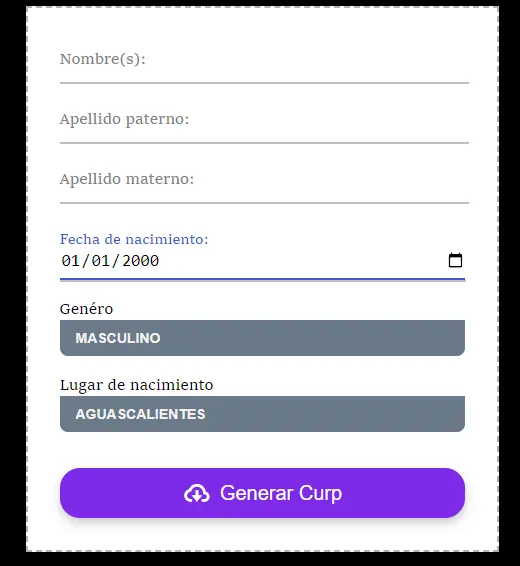 Nombre(s):
Apellido paterno:
Apellido materno:
Fecha de nacimiento:
01/01/2000
Genéro
MASCULINO
Lugar de nacimiento
AGUASCALIENTES
Generar Curp